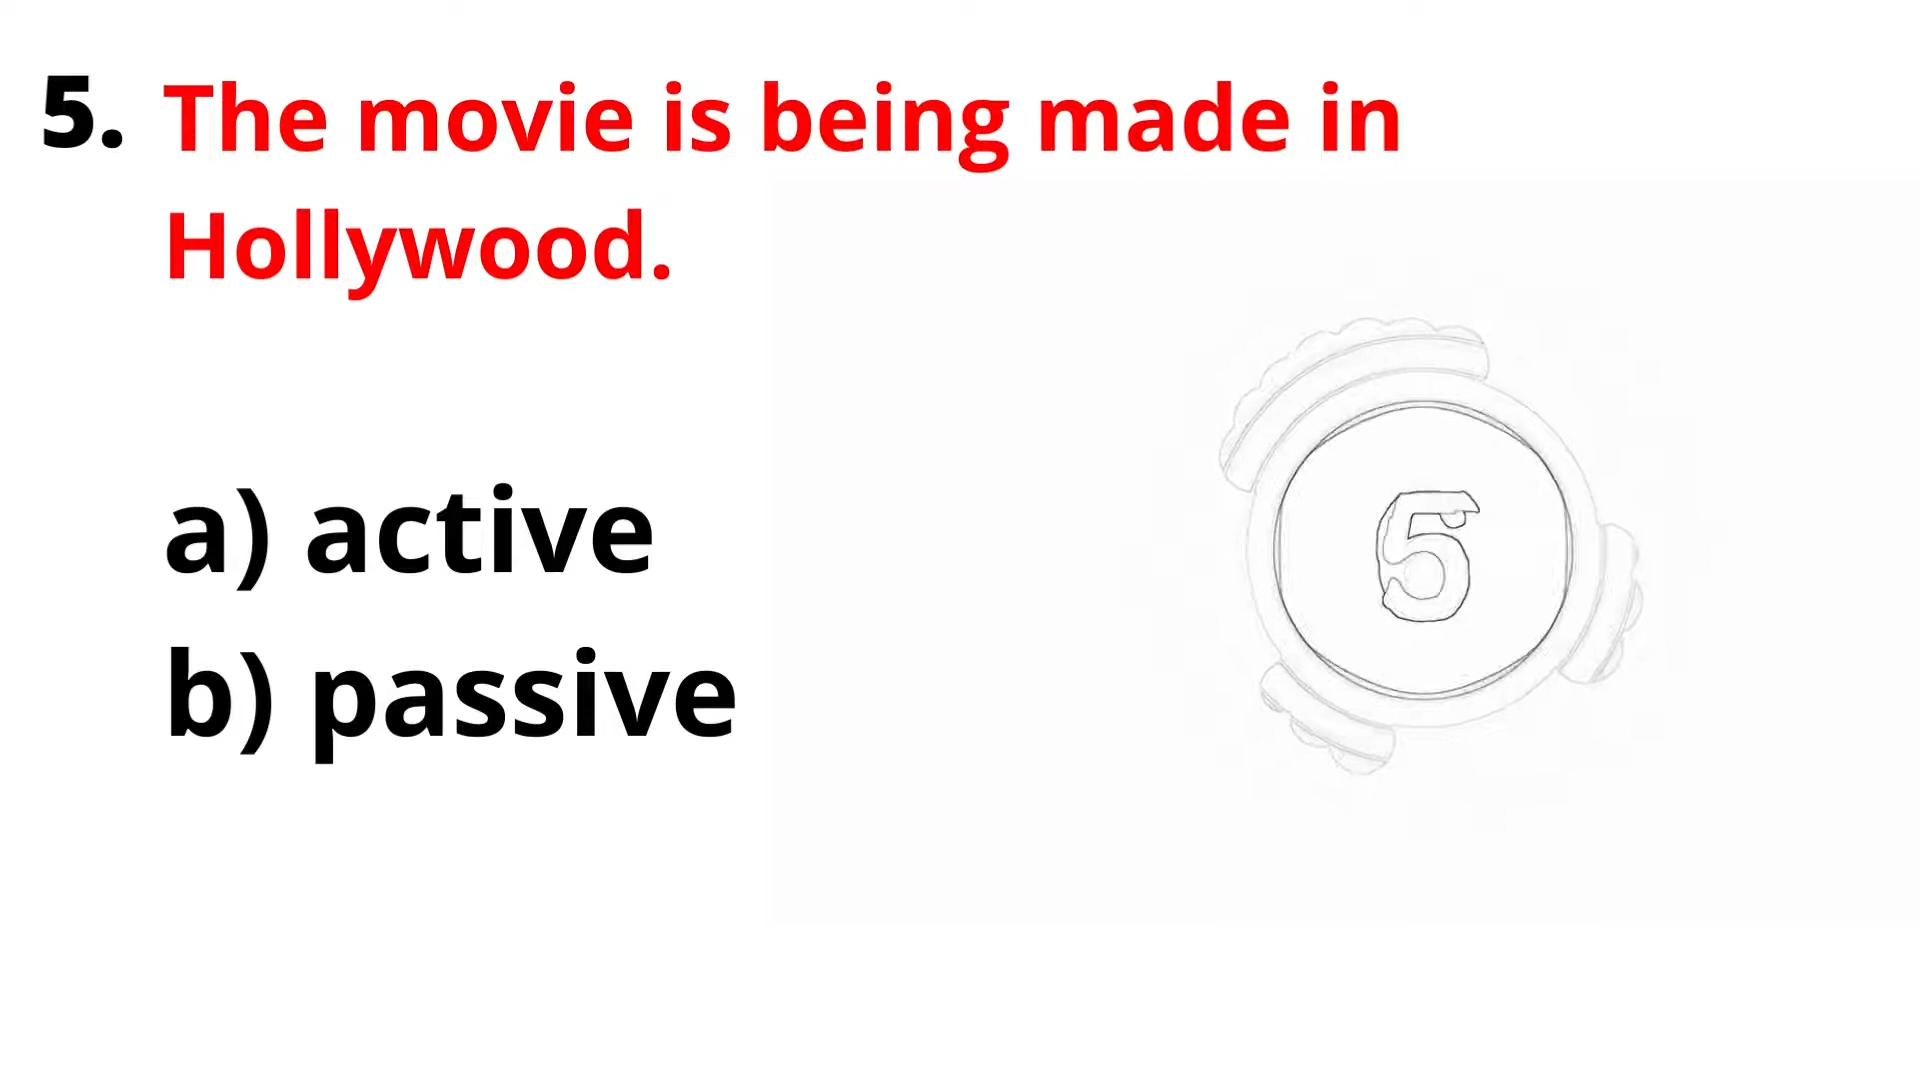 5. The movie is being made in
Hollywood.
a) active
5
b) passive